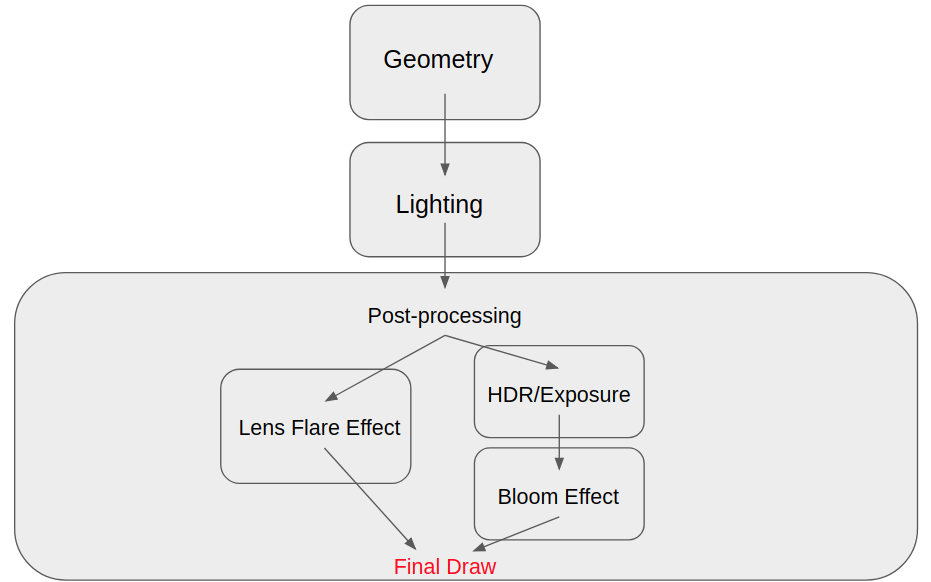 Geometry
Lighting
Post-processing
HDR/Exposure
Lens Flare Effect
Bloom Effect
Final Draw